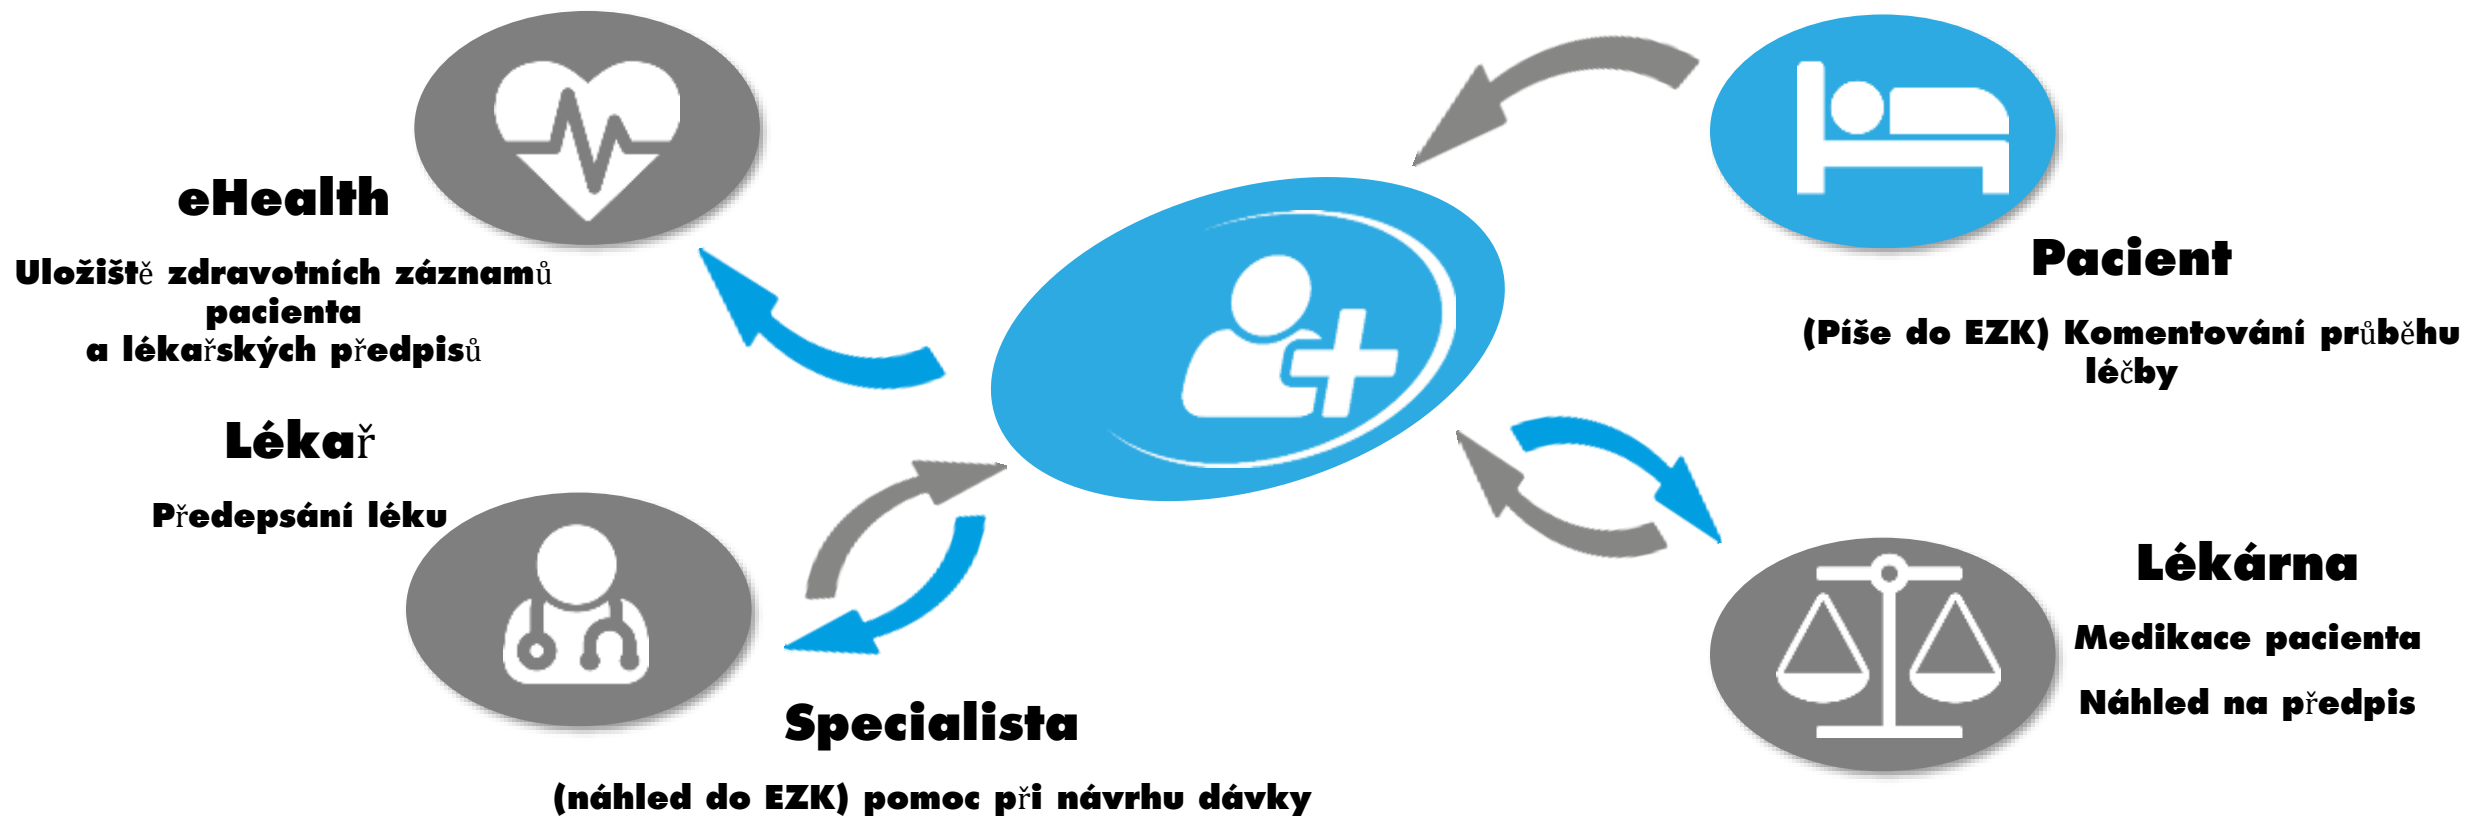 eHealth
Uložiště zdravotních záznamů
pacienta
a lékařských předpisů
Lékař
Předepsání léku
Specialista
(náhled do EZK) pomoc při návrhu dávky
Pacient
(Píše do EZK) Komentování průběhu
léčby
Lékárna
Medikace pacienta
Náhled na předpis